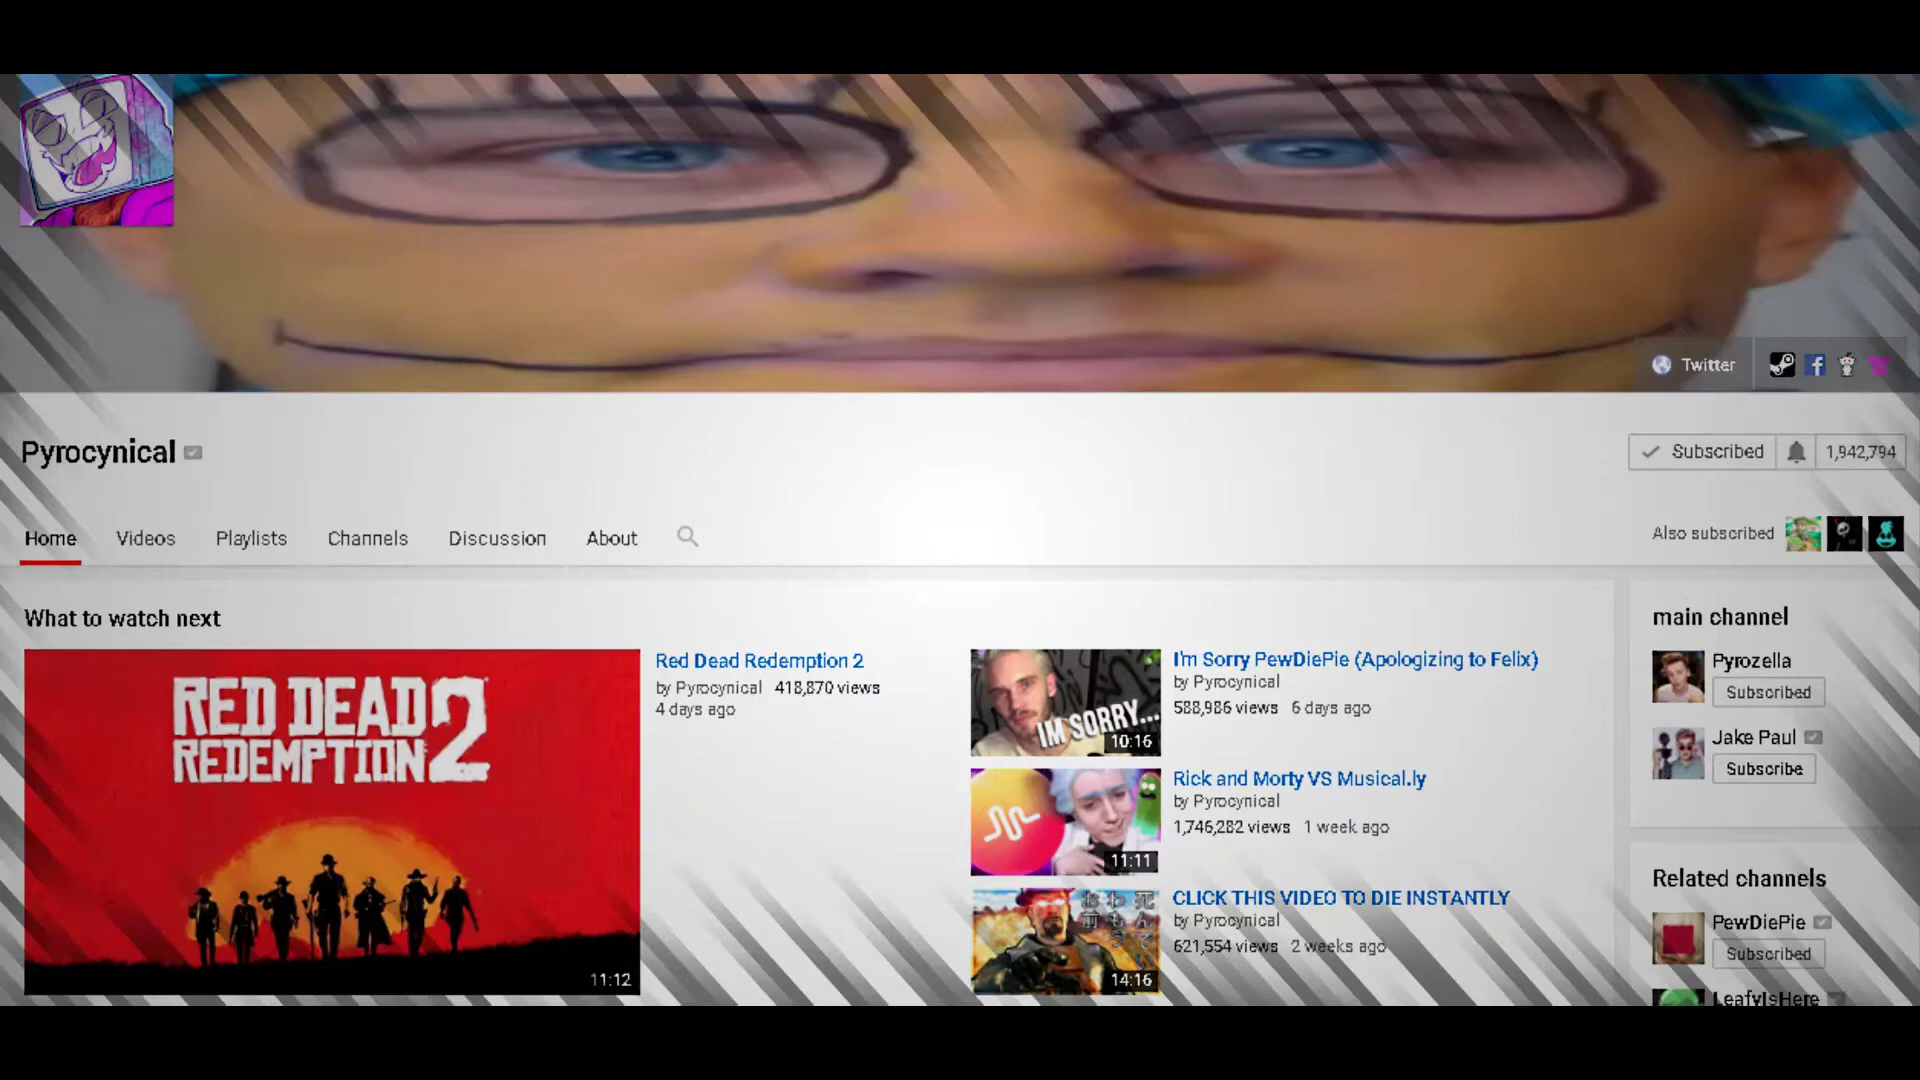 Twitter
Pyrocynical
Subscribed 1,942,794
Home Videos Playlists Channels Discussion About
Also subscribed
What to watch next
RED DEAD
REDEMPTION 2
11:12
Red Dead Redemption 2
by Pyrocynical 418,870 views
4 days ago
IM SORRY...
10:16
I'm Sorry PewDiePie (Apologizing to Felix)
by Pyrocynical
588,986 views 6 days ago
11:11
Rick and Morty VS Musical.ly
by Pyrocynical
1,746,282 views 1 week ago
14:16
CLICK THIS VIDEO TO DIE INSTANTLY
by Pyrocynical
621,554 views 2 weeks ago
main channel
Pyrozella
Subscribed
Jake Paul
Subscribe
Related channels
PewDiePie
Subscribed
LeafyIsHere